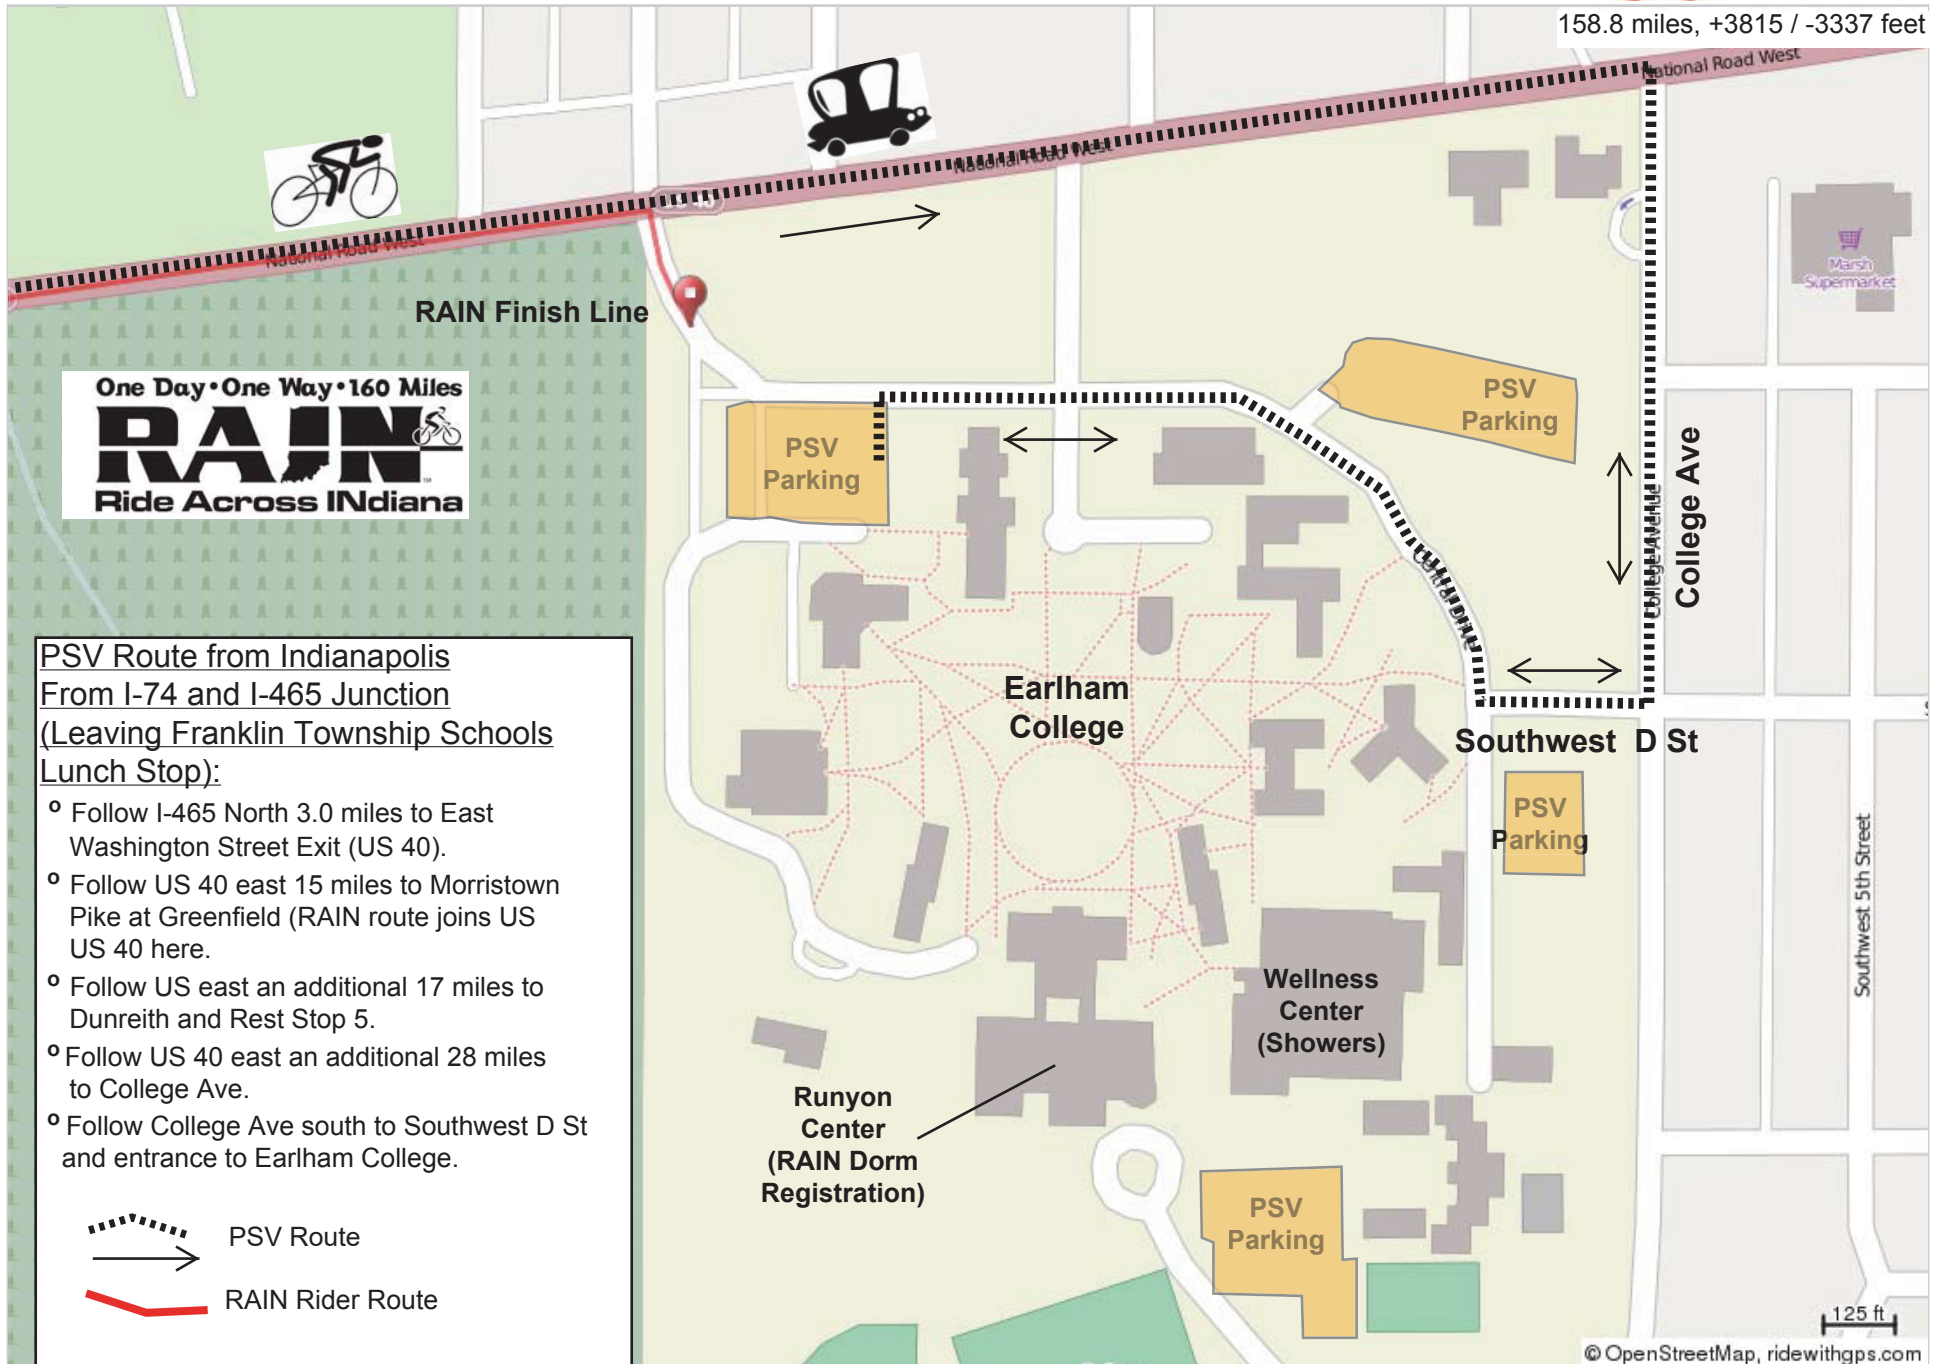 158.8 miles, +3815 / -3337 feet
National Road West
National Road West
National Road West
US 40
Marsh
Supermarket
RAIN Finish Line
One Day•One Way•160 Miles
RAIN
™
Ride Across INdiana
PSV
Parking
PSV
Parking
College Ave
College Avenue
Central Drive
Earlham
College
Southwest D St
S
PSV
Parking
Southwest 5th Street
PSV Route from Indianapolis
From I-74 and I-465 Junction
(Leaving Franklin Township Schools
Lunch Stop):
o Follow I-465 North 3.0 miles to East
Washington Street Exit (US 40).
o Follow US 40 east 15 miles to Morristown
Pike at Greenfield (RAIN route joins US
US 40 here.
o Follow US east an additional 17 miles to
Dunreith and Rest Stop 5.
o Follow US 40 east an additional 28 miles
to College Ave.
o Follow College Ave south to Southwest D St
and entrance to Earlham College.
PSV Route
RAIN Rider Route
Wellness
Center
(Showers)
Runyon
Center
(RAIN Dorm
Registration)
PSV
Parking
125 ft
© OpenStreetMap, ridewithgps.com